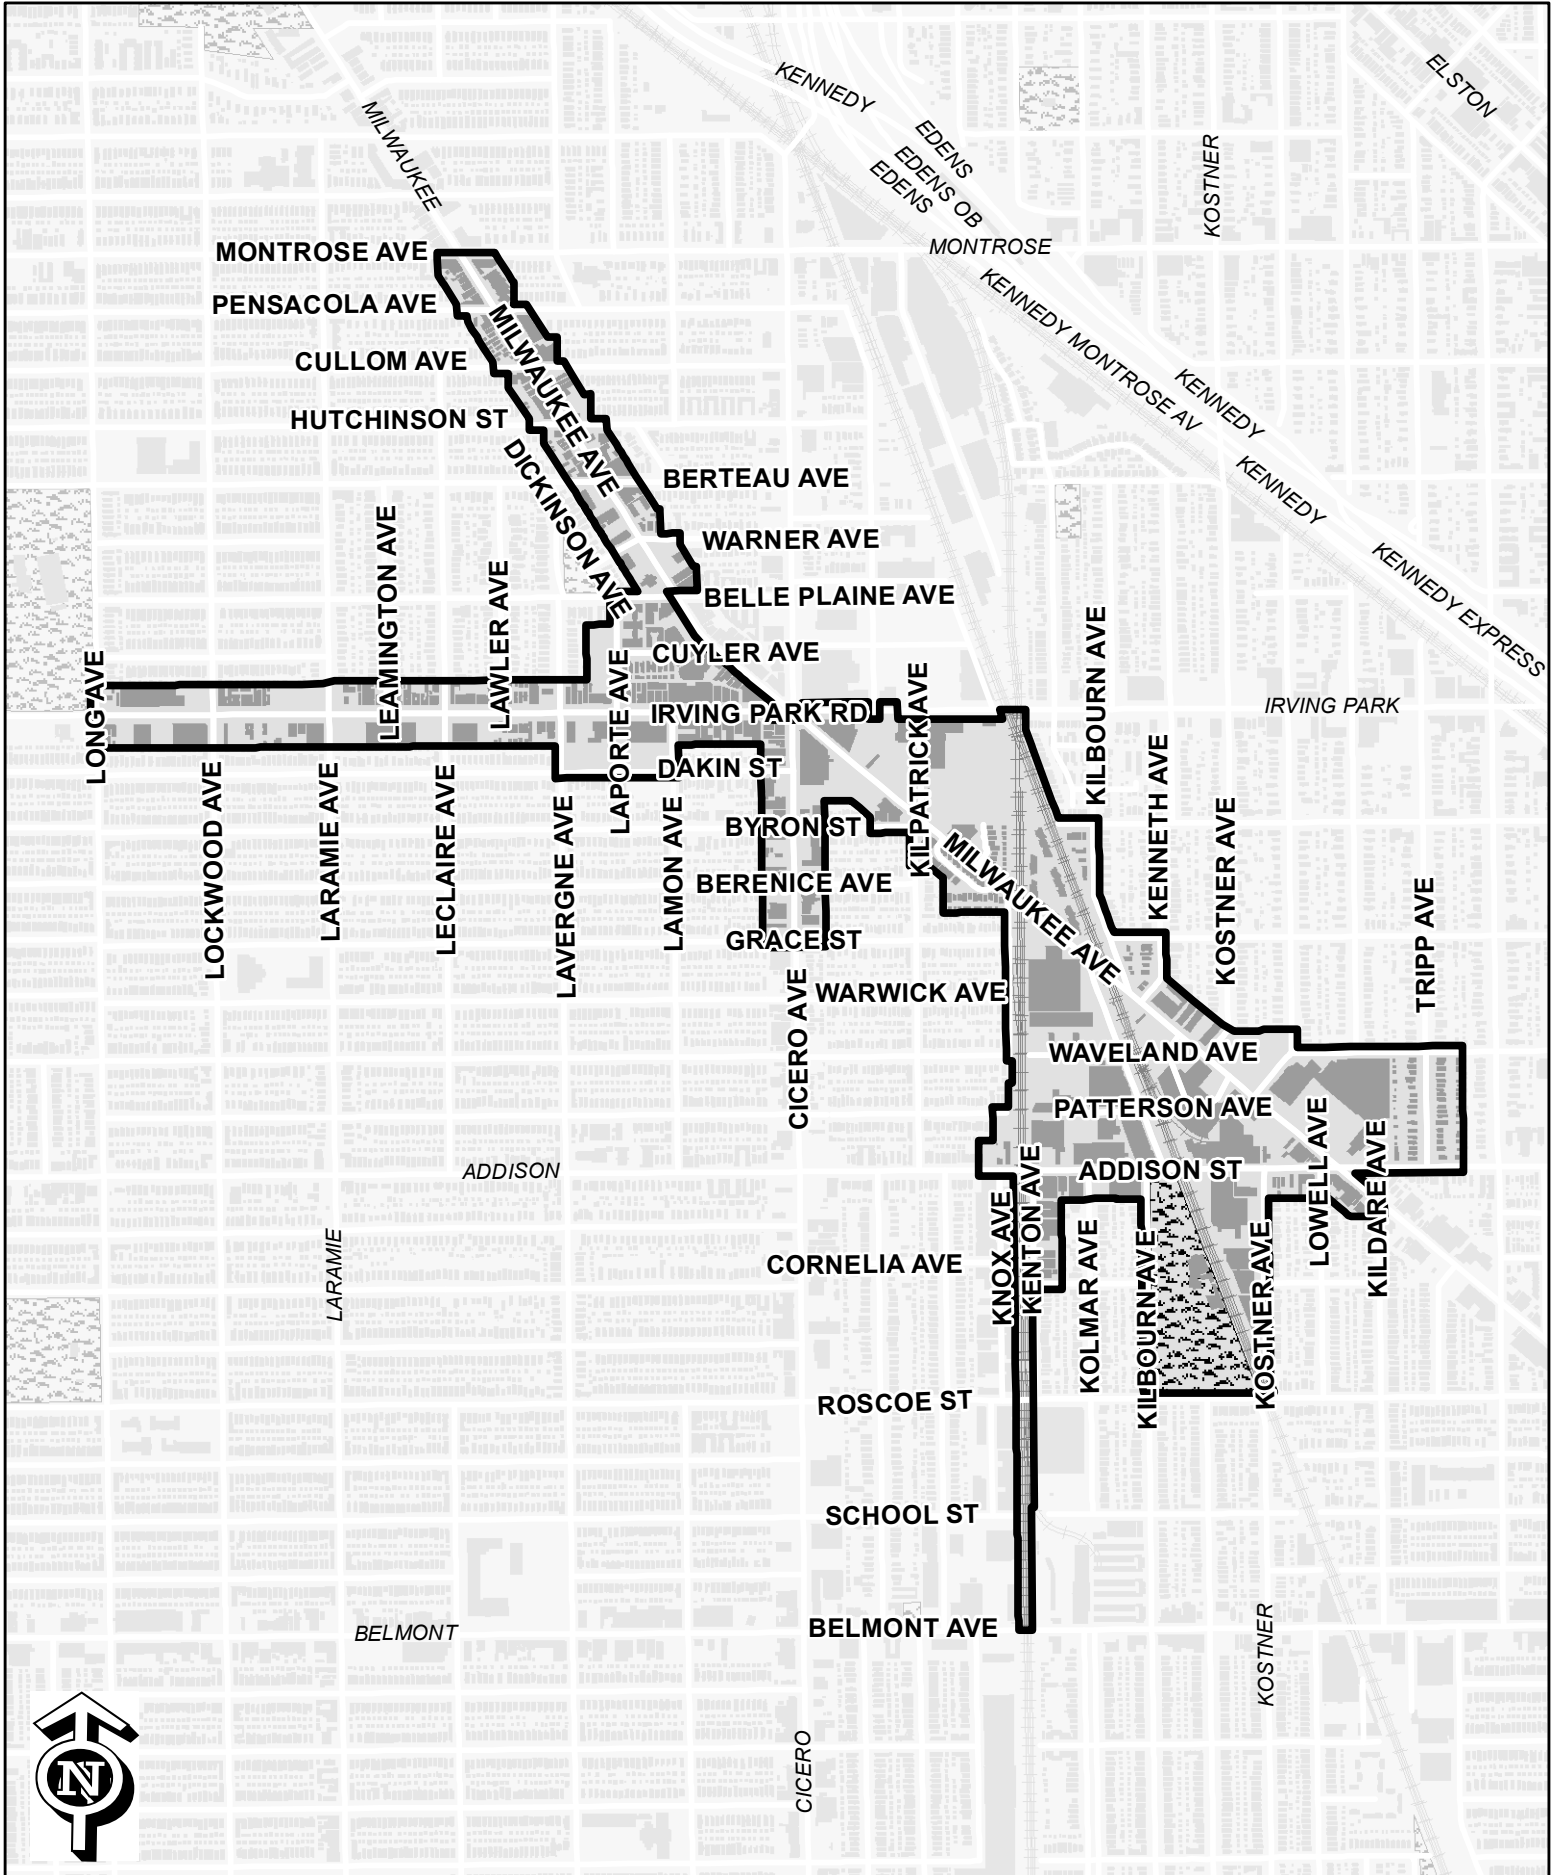 KENNEDY
ELSTON
MILWAUKEE
EDENS
EDENS OB
EDENS
KOSTNER
MONTROSE AVE
MONTROSE
PENSACOLA AVE
MILWAUKEE AVE
KENNEDY MONTROSE AV
CULLOM AVE
KENNEDY
HUTCHINSON ST
DICKINSON AVE
BERTEAU AVE
KENNEDY
WARNER AVE
LEAMINGTON AVE
LAWLER AVE
BELLE PLAINE AVE
KENNEDY EXPRESS
CUYLER AVE
KILBOURN AVE
LONG AVE
LAPORTE AVE
IRVING PARK RD
KILPATRICK AVE
IRVING PARK
DAKIN ST
LOCKWOOD AVE
LARAMIE AVE
LECLAIRE AVE
LAVERGNE AVE
LAMON AVE
BYRON ST
KENNETH AVE
KOSTNER AVE
BERENICE AVE
MILWAUKEE AVE
TRIPP AVE
GRACE ST
WARWICK AVE
CICERO AVE
WAVELAND AVE
PATTERSON AVE
ADDISON
ADDISON ST
LOWELL AVE
KILDARE AVE
KNOX AVE
KENTON AVE
LARAMIE
CORNELIA AVE
KOLMAR AVE
KILBOURN AVE
KOSTNER AVE
ROSCOE ST
SCHOOL ST
BELMONT
BELMONT AVE
KOSTNER
CICERO
N